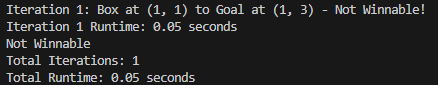 Iteration 1: Box at (1, 1) to Goal at (1, 3) - Not Winnable!
Iteration 1 Runtime: 0.05 seconds
Not Winnable
Total Iterations: 1
Total Runtime: 0.05 seconds